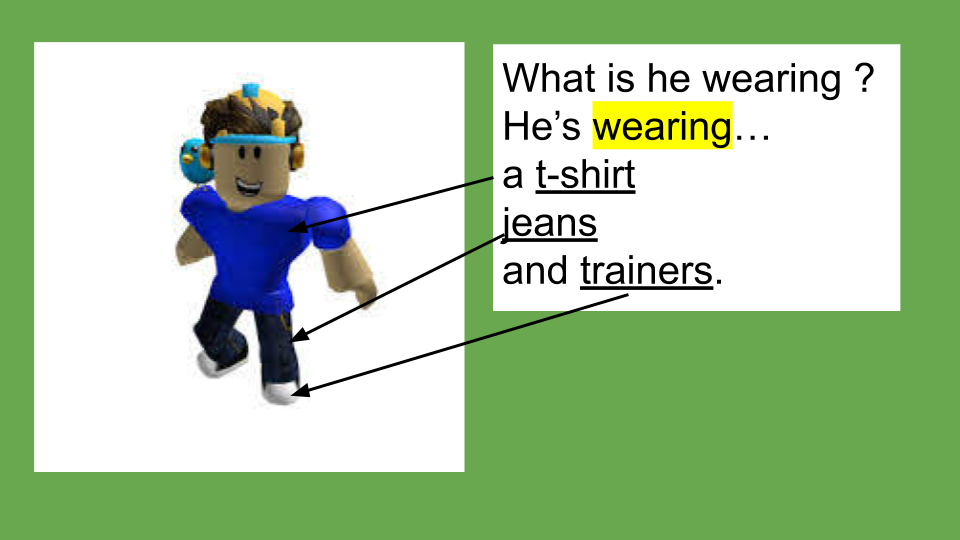 What is he wearing ?
He’s wearing…
a t-shirt
jeans
and trainers.